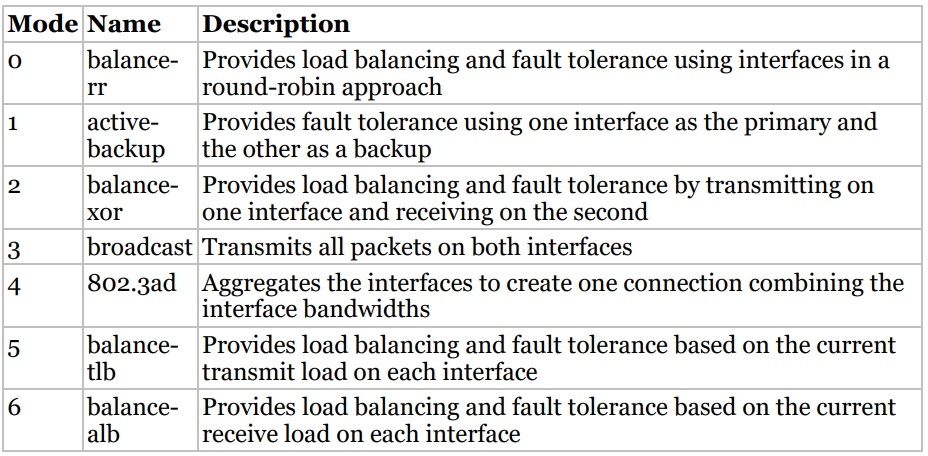 Mode Name Description
0 balance-rr Provides load balancing and fault tolerance using interfaces in a
round-robin approach
1 active-backup Provides fault tolerance using one interface as the primary and
the other as a backup
2 balance-xor Provides load balancing and fault tolerance by transmitting on
one interface and receiving on the second
3 broadcast Transmits all packets on both interfaces
4 802.3ad Aggregates the interfaces to create one connection combining the
interface bandwidths
5 balance-tlb Provides load balancing and fault tolerance based on the current
transmit load on each interface
6 balance-alb Provides load balancing and fault tolerance based on the current
receive load on each interface